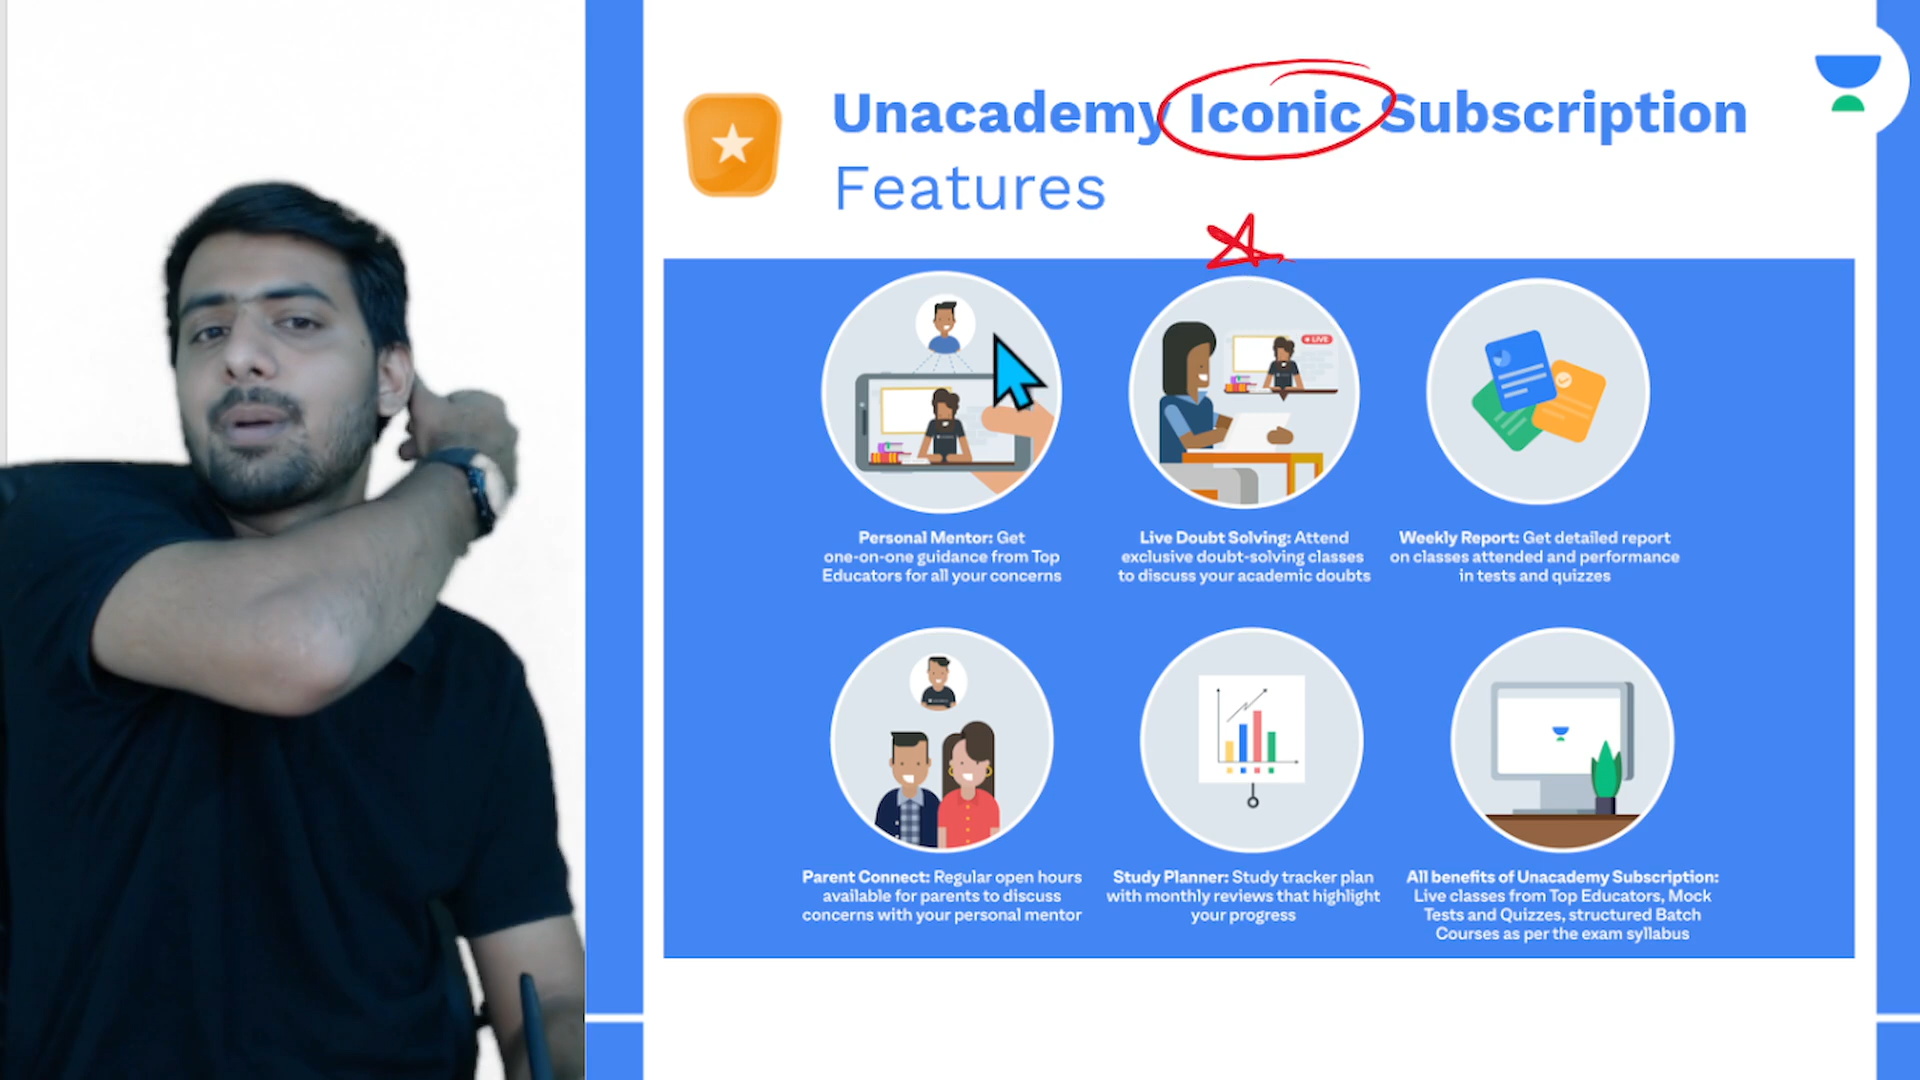 Unacademy Iconic Subscription
Features
LIVE
Personal Mentor: Get
one-on-one guidance from Top
Educators for all your concerns
Live Doubt Solving: Attend
exclusive doubt-solving classes
to discuss your academic doubts
Weekly Report: Get detailed report
on classes attended and performance
in tests and quizzes
Parent Connect: Regular open hours
available for parents to discuss
concerns with your personal mentor
Study Planner: Study tracker plan
with monthly reviews that highlight
your progress
All benefits of Unacademy Subscription:
Live classes from Top Educators, Mock
Tests and Quizzes, structured Batch
Courses as per the exam syllabus